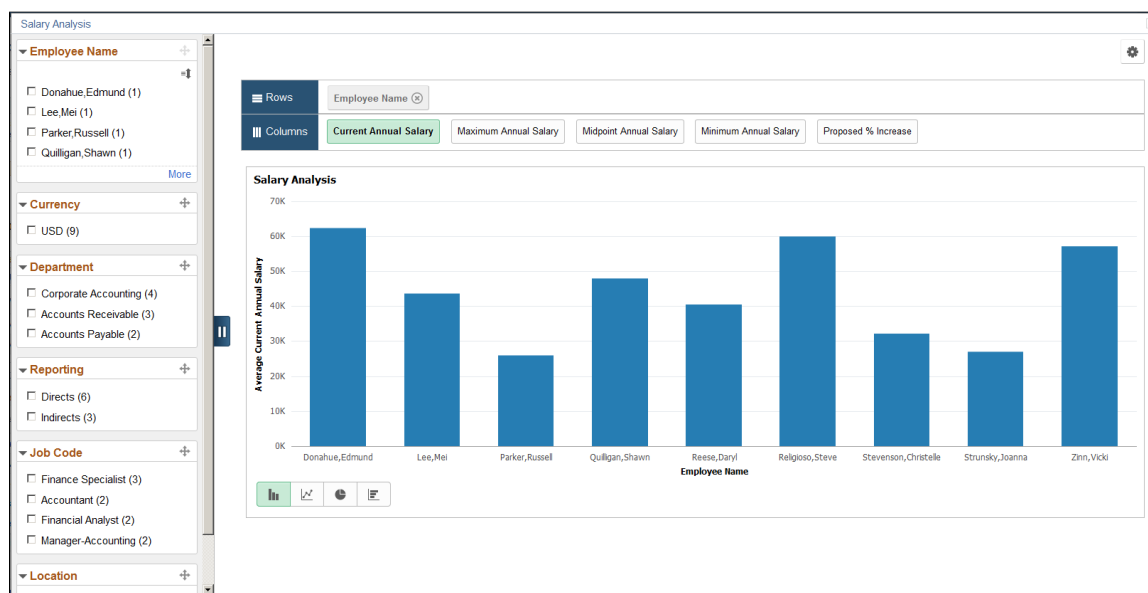 Salary Analysis
Employee Name
Donahue,Edmund (1)
Lee,Mei (1)
Parker,Russell (1)
Quilligan,Shawn (1)
More
Currency
USD (9)
Department
Corporate Accounting (4)
Accounts Receivable (3)
Accounts Payable (2)
Reporting
Directs (6)
Indirects (3)
Job Code
Finance Specialist (3)
Accountant (2)
Financial Analyst (2)
Manager-Accounting (2)
Location
Rows Employee Name
Columns Current Annual Salary Maximum Annual Salary Midpoint Annual Salary Minimum Annual Salary Proposed % Increase
Salary Analysis
Average Current Annual Salary
70K
60K
50K
40K
30K
20K
10K
0K
Donahue,Edmund Lee,Mei Parker,Russell Quilligan,Shawn Reese,Daryl Religioso,Steve Stevenson,Christelle Strunsky,Joanna Zinn,Vicki
Employee Name